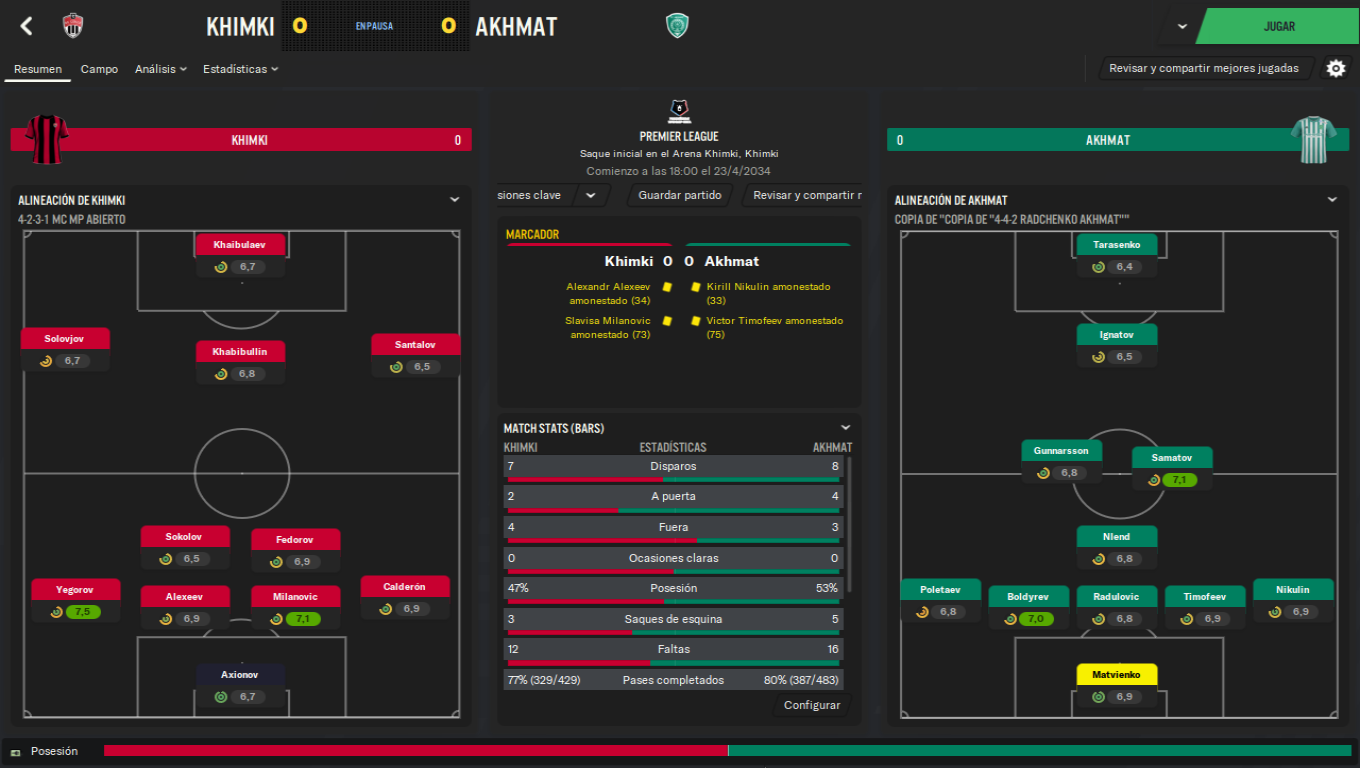 KHIMKI
0
EN PAUSA
0
AKHMAT
JUGAR
Resumen
Campo
Análisis
Estadísticas
Revisar y compartir mejores jugadas
KHIMKI
0
PREMIER LEAGUE
Saque inicial en el Arena Khimki, Khimki
Comienzo a las 18:00 el 23/4/2034
0
AKHMAT
siones clave
Guardar partido
Revisar y compartir r
ALINEACIÓN DE KHIMKI
4-2-3-1 MC MP ABIERTO
Khaibulaev
6,7
Solovjov
6,7
Khabibullin
6,8
Santalov
6,5
Sokolov
6,5
Fedorov
6,9
Yegorov
7,5
Alexeev
6,9
Milanovic
7,1
Calderón
6,9
Axionov
6,7
MARCADOR
Khimki 0 0 Akhmat
Alexandr Alexeev
amonestado (34)
Kirill Nikulin amonestado
(33)
Slavisa Milanovic
amonestado (73)
Victor Timofeev amonestado
(75)
MATCH STATS (BARS)
KHIMKI ESTADÍSTICAS AKHMAT
7 Disparos 8
2 A puerta 4
4 Fuera 3
0 Ocasiones claras 0
47% Posesión 53%
3 Saques de esquina 5
12 Faltas 16
77% (329/429) Pases completados 80% (387/483)
Configurar
ALINEACIÓN DE AKHMAT
COPIA DE "COPIA DE "4-4-2 RADCHENKO AKHMAT""
Tarasenko
6,4
Ignatov
6,5
Gunnarsson
6,8
Samatov
7,1
Nlend
6,8
Poletaev
6,8
Boldyrev
7,0
Radulovic
6,8
Timofeev
6,9
Nikulin
6,9
Matvienko
6,9
Posesión